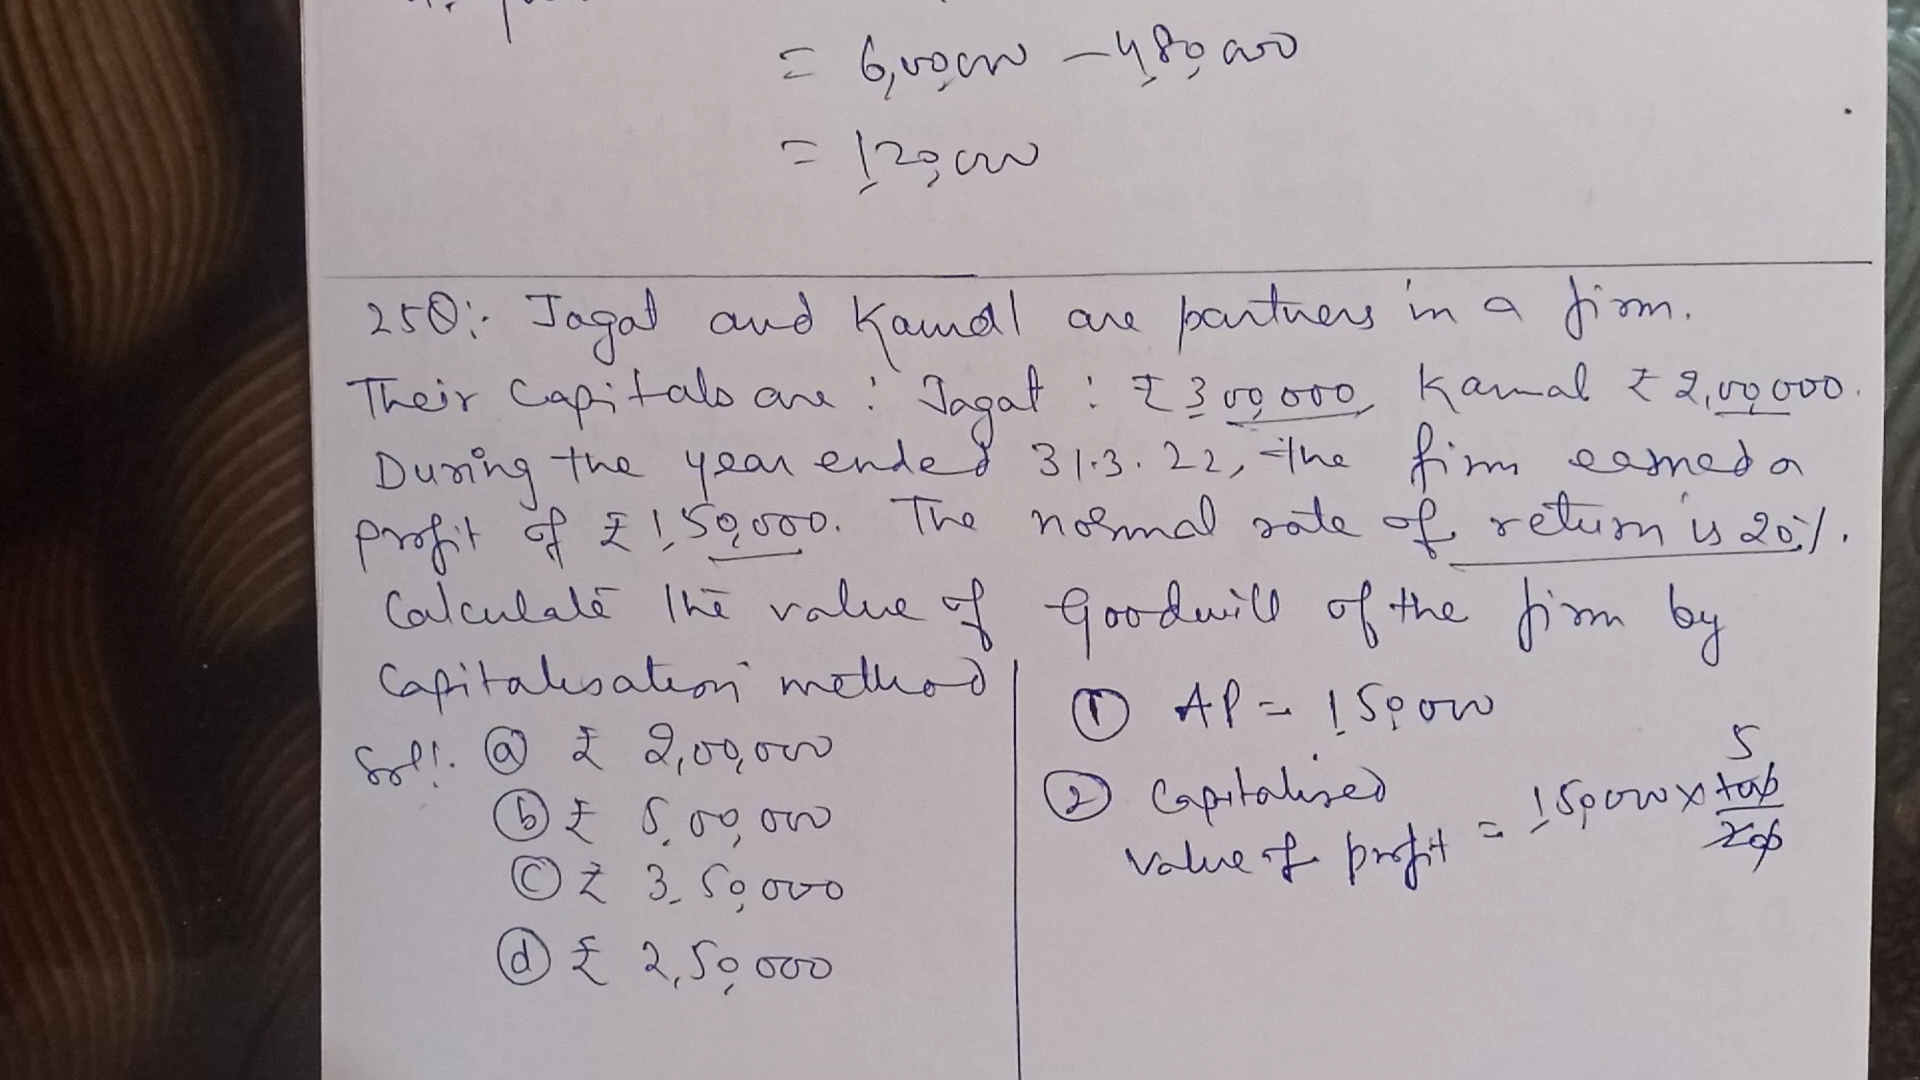 = 6,00,000 - 4,80,000
= 1,20,000
25Q:- Jagat and Kamal are partners in a firm.
Their Capitals are : Jagat : ₹ 3,00,000, Kamal ₹ 2,00,000.
During the year ended 31.3.22, the firm earned a
profit of ₹ 1,50,000. The normal rate of return is 20%.
Calculate the value of Goodwill of the firm by
Capitalisation method
Sol:. (a) ₹ 2,00,000
(b) ₹ 5,00,000
(c) ₹ 3,50,000
(d) ₹ 2,50,000
(1) AP = 1,50,000
(2) Capitalised value of profit = 1,50,000 x 100/20
5